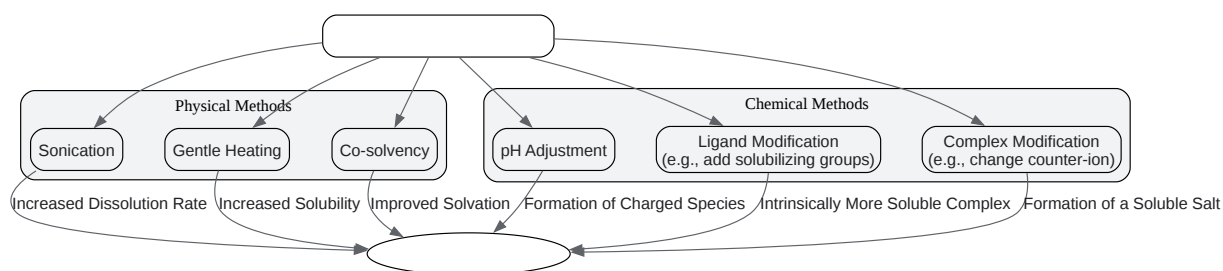 Physical Methods
Chemical Methods
Sonication
Gentle Heating
Co-solvency
pH Adjustment
Ligand Modification
(e.g., add solubilizing groups)
Complex Modification
(e.g., change counter-ion)
Increased Dissolution Rate
Increased Solubility
Improved Solvation
Formation of Charged Species
Intrinsically More Soluble Complex
Formation of a Soluble Salt